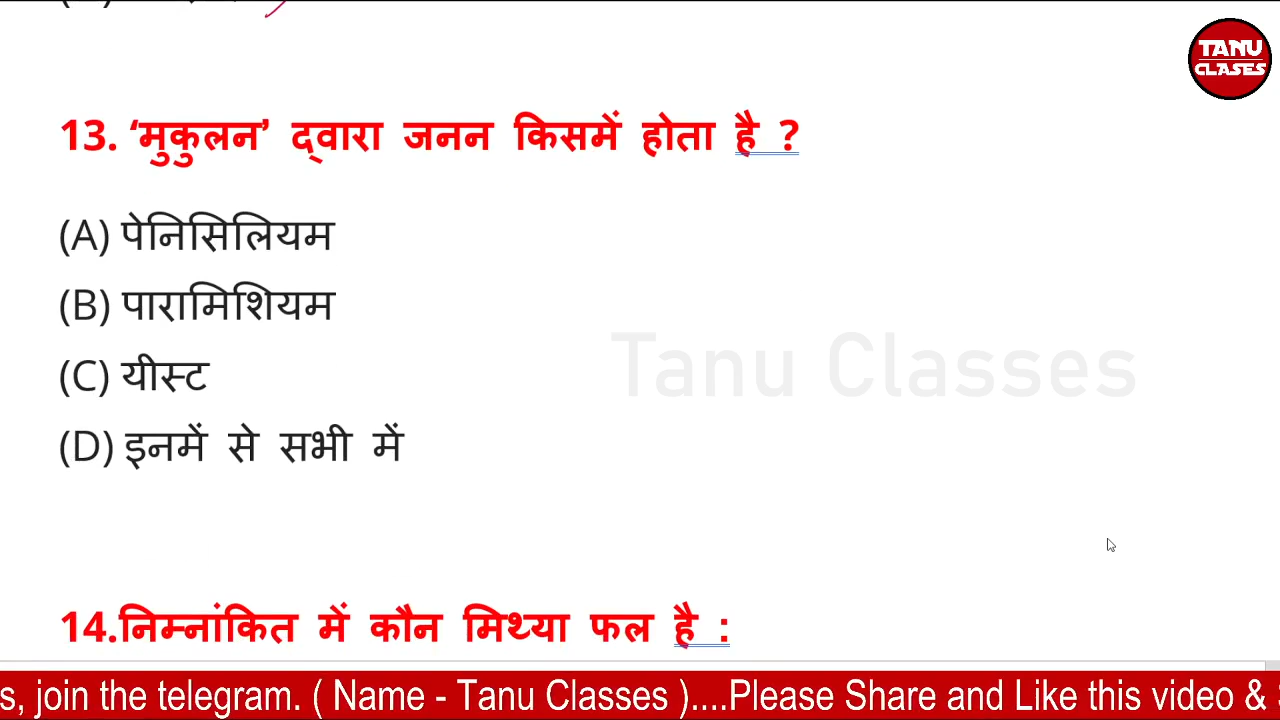 TANU
CLASES
13. ‘मुकुलन’ द्वारा जनन किसमें होता है ?
(A) पेनिसिलियम
(B) पारामिशियम
(C) यीस्ट
(D) इनमें से सभी में
Tanu Classes
14.निम्नांकित में कौन मिथ्या फल है :
s, join the telegram. ( Name - Tanu Classes )....Please Share and Like this video &